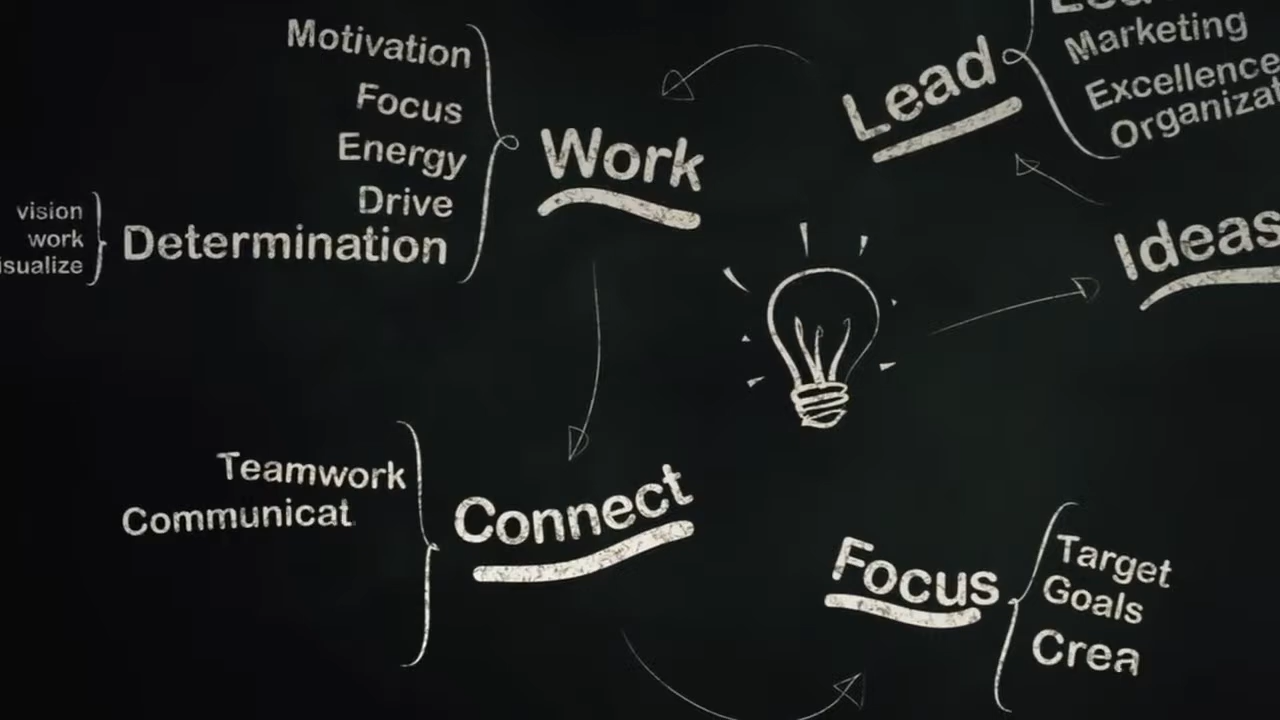 Motivation
Focus
Energy
Drive
Determination
vision
work
isualize
Work
Lead
Marketing
Excellence
Organizat
Ideas
Teamwork
Communicat
Connect
Focus
Target
Goals
Crea